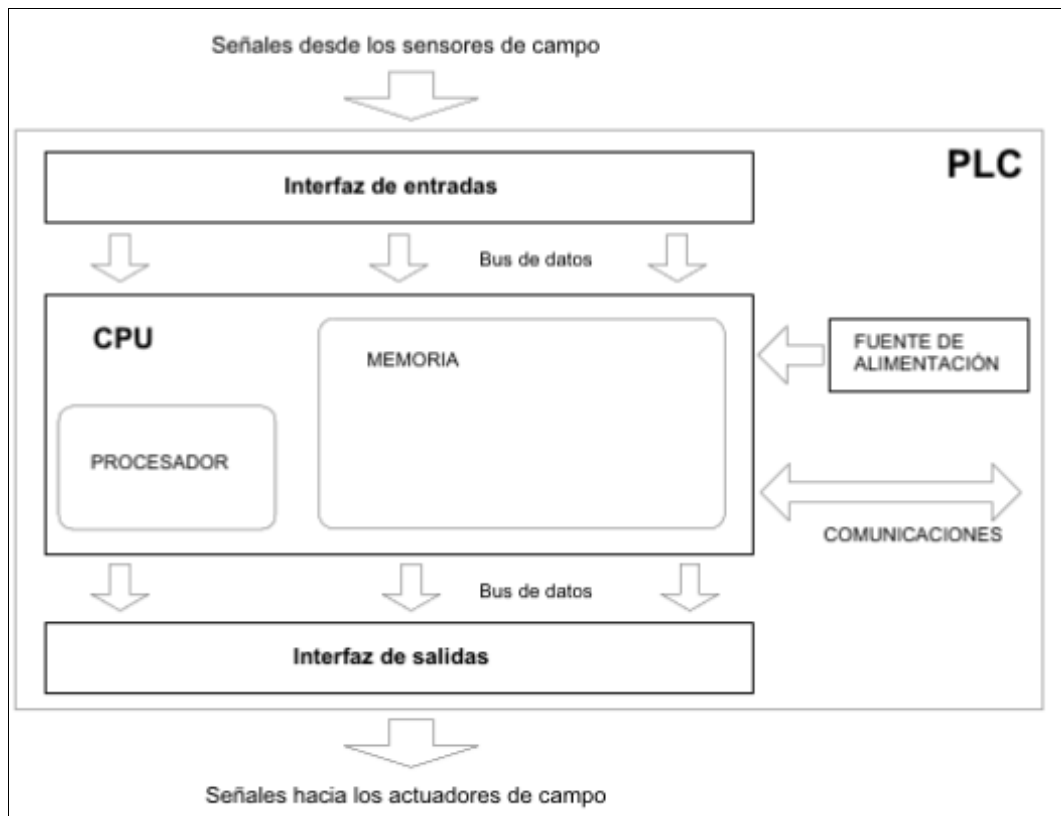 Señales desde los sensores de campo
PLC
Interfaz de entradas
Bus de datos
CPU
MEMORIA
PROCESADOR
FUENTE DE
ALIMENTACIÓN
COMUNICACIONES
Bus de datos
Interfaz de salidas
Señales hacia los actuadores de campo